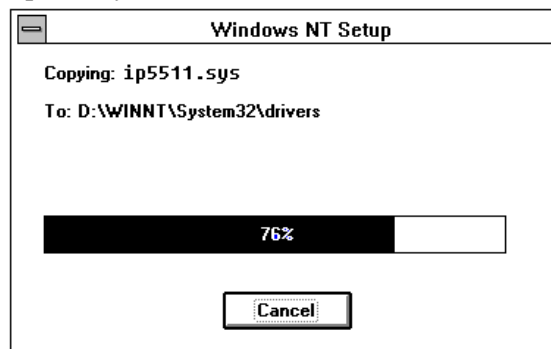 Windows NT Setup
Copying: ip5511.sys
To: D:\WINNT\System32\drivers
76%
Cancel